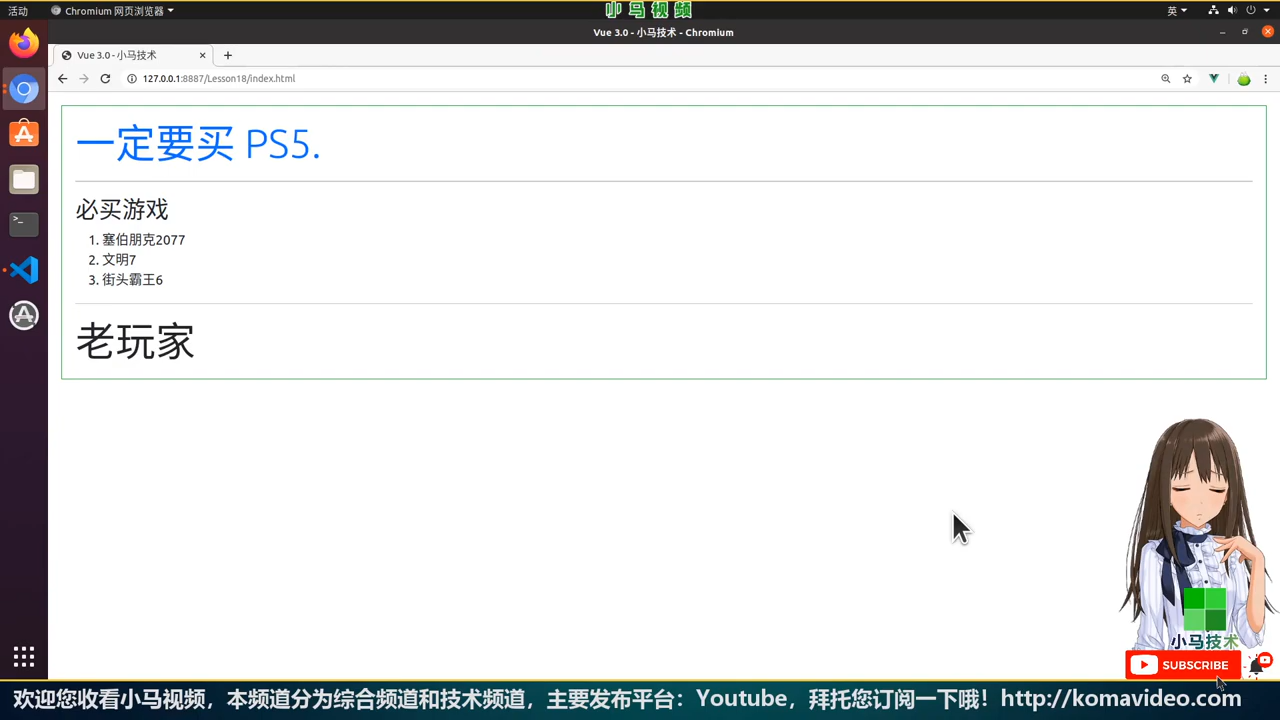 活动
Chromium 网页浏览器
小马视频
英
Vue 3.0 - 小马技术 - Chromium
Vue 3.0 - 小马技术
127.0.0.1:8887/Lesson18/index.html
一定要买 PS5.
必买游戏
1. 塞伯朋克2077
2. 文明7
3. 街头霸王6
老玩家
小马技术
SUBSCRIBE
欢迎您收看小马视频，本频道分为综合频道和技术频道，主要发布平台：Youtube，拜托您订阅一下哦！http://komavideo.com